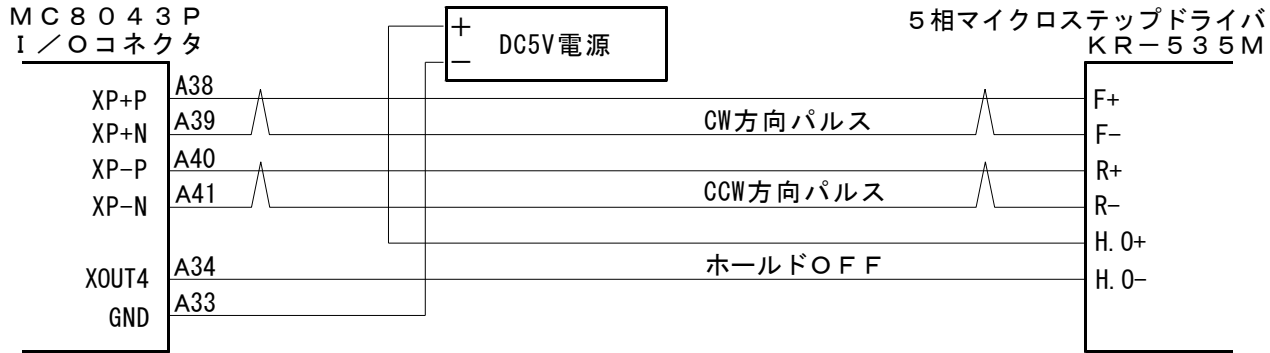 ＭＣ８０４３Ｐ
Ｉ／Ｏコネクタ
+
DC5V電源
−
５相マイクロステップドライバ
ＫＲ－５３５Ｍ
XP+P
A38
F+
XP+N
A39
CW方向パルス
F−
XP−P
A40
R+
XP−N
A41
CCW方向パルス
R−
H.O+
XOUT4
A34
ホールドＯＦＦ
H.O−
GND
A33